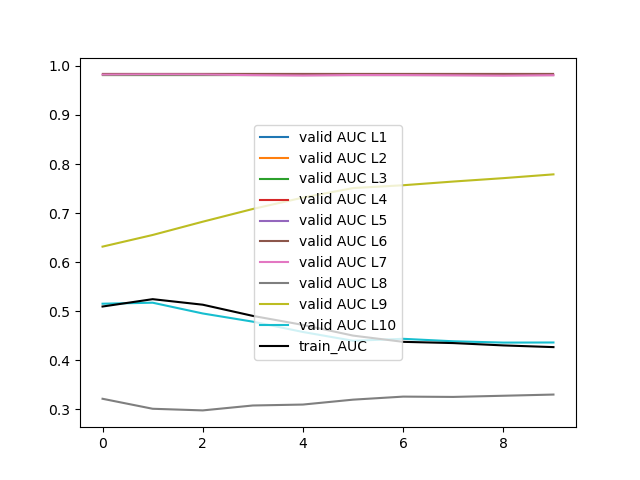 1.0
0.9
0.8
0.7
0.6
0.5
0.4
0.3
valid AUC L1
valid AUC L2
valid AUC L3
valid AUC L4
valid AUC L5
valid AUC L6
valid AUC L7
valid AUC L8
valid AUC L9
valid AUC L10
train_AUC
0 2 4 6 8